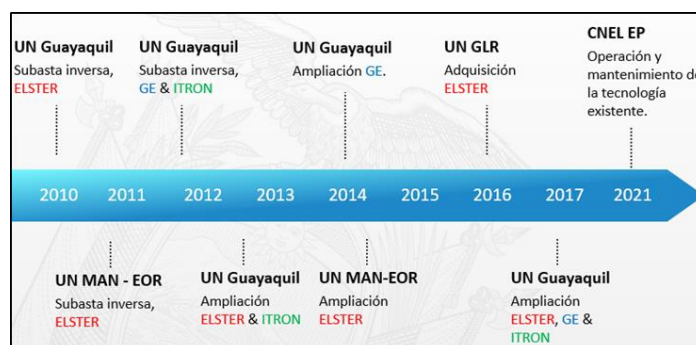 UN Guayaquil
Subasta inversa,
ELSTER
UN Guayaquil
Subasta inversa,
GE & ITRON
UN Guayaquil
Ampliación GE.
UN GLR
Adquisición
ELSTER
CNEL EP
Operación y
mantenimiento de
la tecnología
existente.
2010 2011 2012 2013 2014 2015 2016 2017 2021
UN MAN - EOR
Subasta inversa,
ELSTER
UN Guayaquil
Ampliación
ELSTER & ITRON
UN MAN-EOR
Ampliación
ELSTER
UN Guayaquil
Ampliación
ELSTER, GE &
ITRON